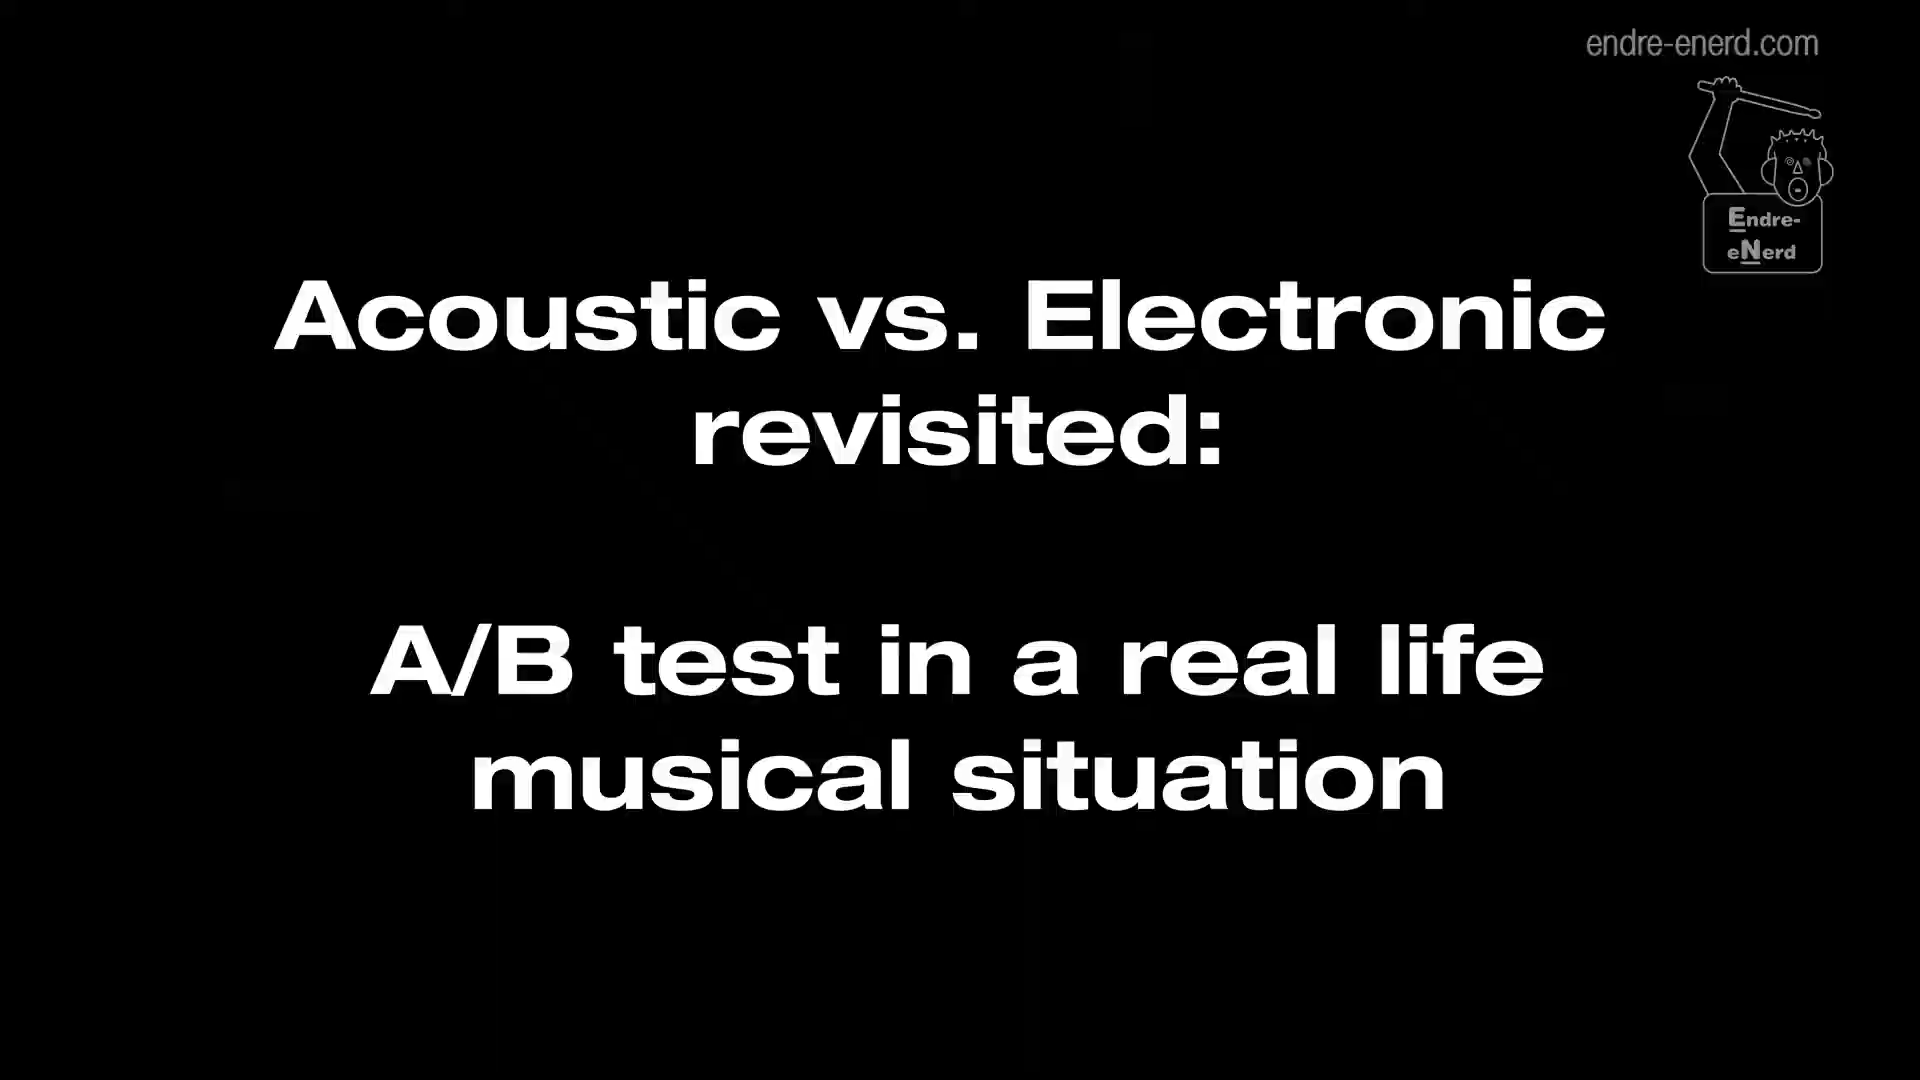 endre-enerd.com
Endre-
eNerd
Acoustic vs. Electronic
revisited:
A/B test in a real life
musical situation